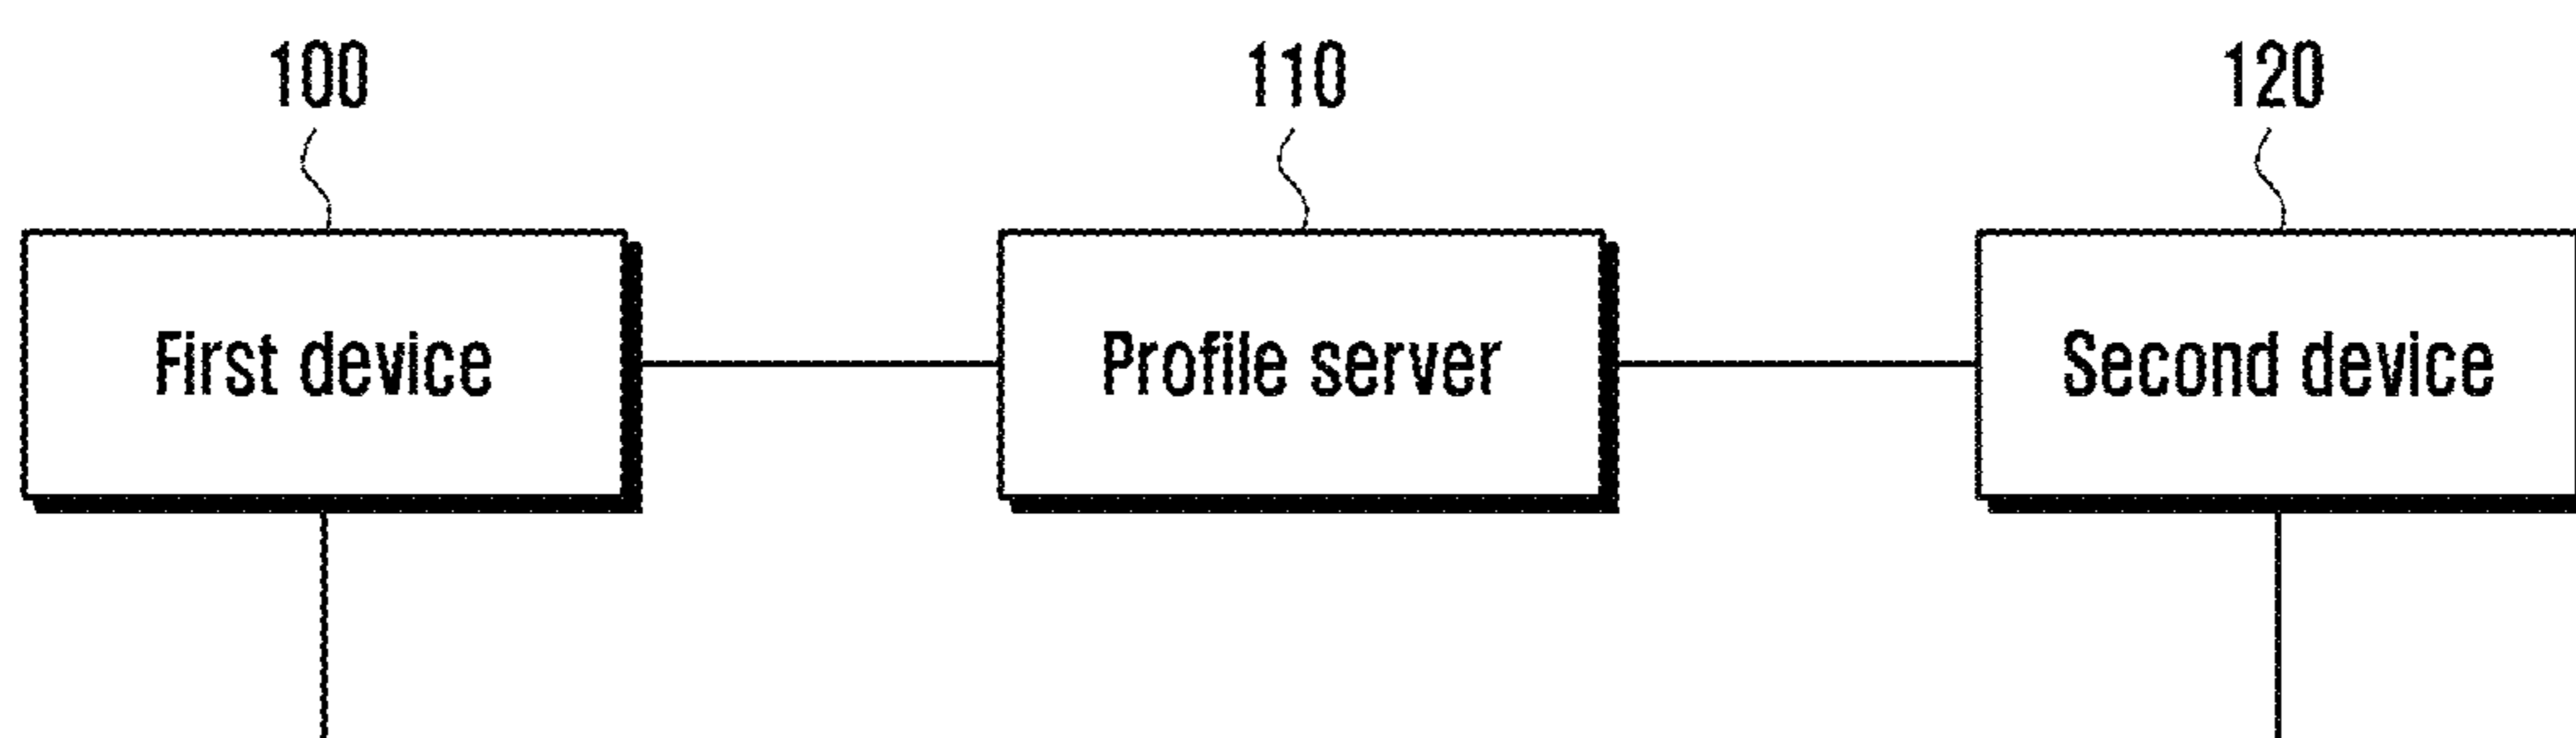 100
110
120
First device
Profile server
Second device